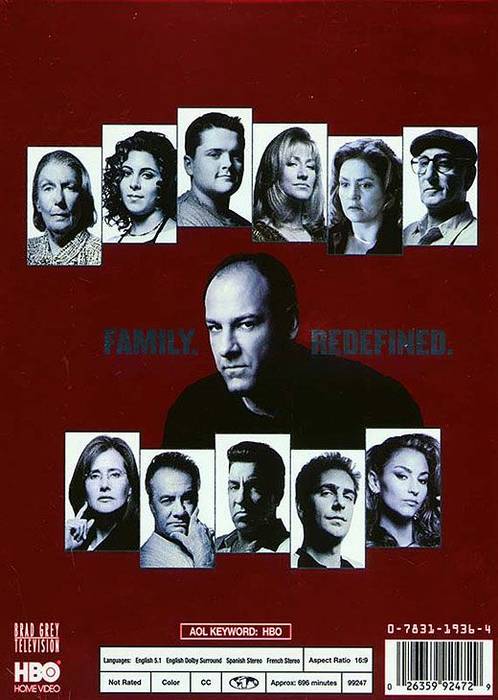 FAMILY. REDEFINED.
BRAD GREY
TELEVISION
HBO
HOME VIDEO
AOL KEYWORD: HBO
Languages: English 5.1 English Dolby Surround Spanish Stereo French Stereo Aspect Ratio 16:9
Not Rated Color CC Approx: 696 minutes 99247
0-7831-1936-4
0 26359 92472 9